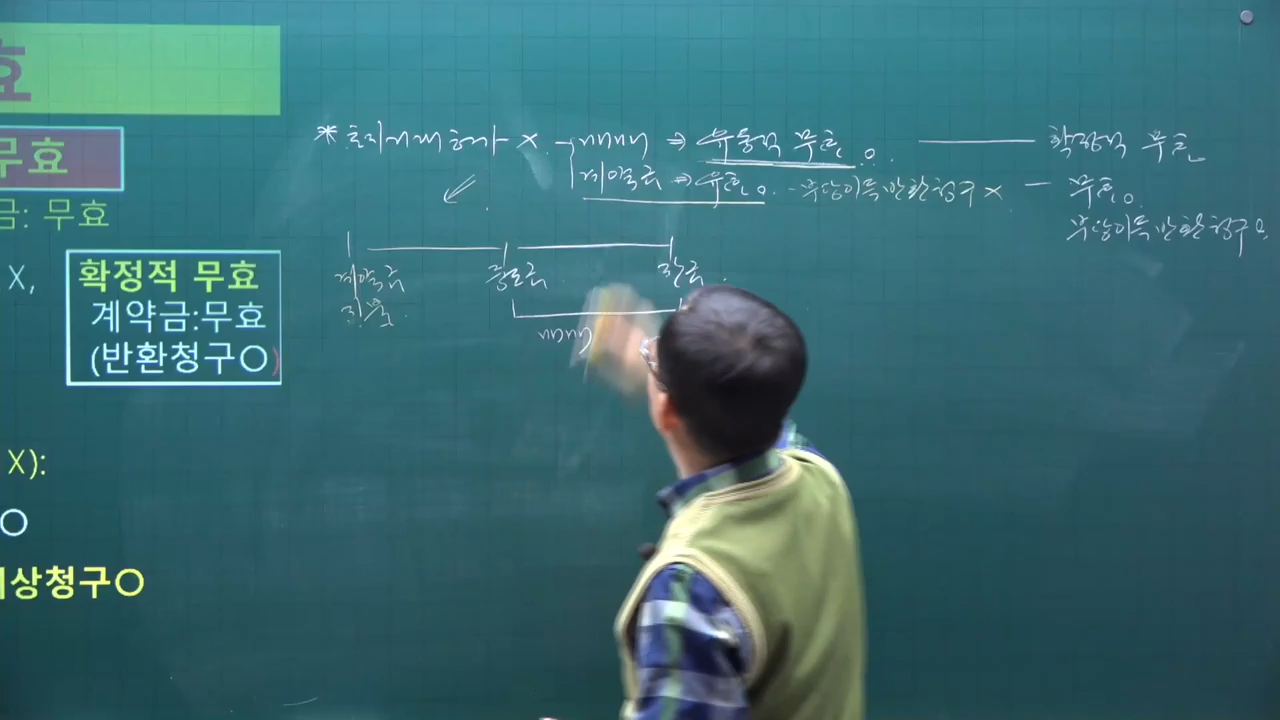 효
무효
금: 무효
X,
확정적 무효
계약금:무효
(반환청구○)
X):
○
상청구○
* 토지거래허가 X ㅡ 매매 ⇒ 유동적 무효 o. ─── 확정적 무효
계약금 ⇒ 유효o. - 부당이득반환청구 X. ─ 무효o.
부당이득반환청구o
계약금 중도금 잔금
지급.
매매